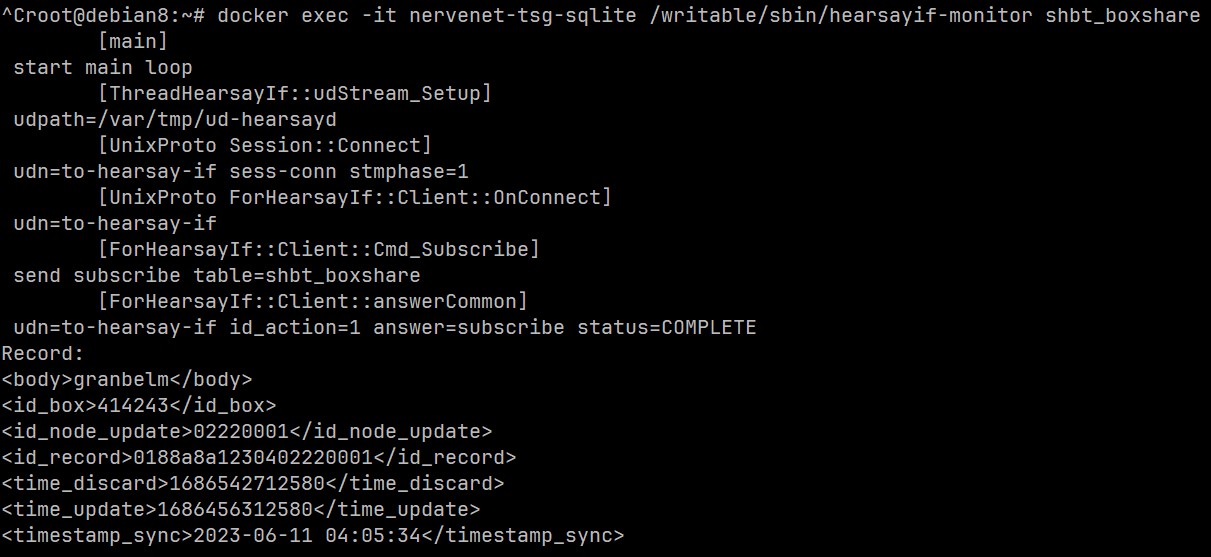 ^Croot@debian8:~# docker exec -it nervenet-tsg-sqlite /writable/sbin/hearsayif-monitor shbt_boxshare
[main]
start main loop
[ThreadHearsayIf::udStream_Setup]
udpath=/var/tmp/ud-hearsayd
[UnixProto Session::Connect]
udn=to-hearsay-if sess-conn stmphase=1
[UnixProto ForHearsayIf::Client::OnConnect]
udn=to-hearsay-if
[ForHearsayIf::Client::Cmd_Subscribe]
send subscribe table=shbt_boxshare
[ForHearsayIf::Client::answerCommon]
udn=to-hearsay-if id_action=1 answer=subscribe status=COMPLETE
Record:
<body>granbelm</body>
<id_box>414243</id_box>
<id_node_update>02220001</id_node_update>
<id_record>0188a8a1230402220001</id_record>
<time_discard>1686542712580</time_discard>
<time_update>1686456312580</time_update>
<timestamp_sync>2023-06-11 04:05:34</timestamp_sync>